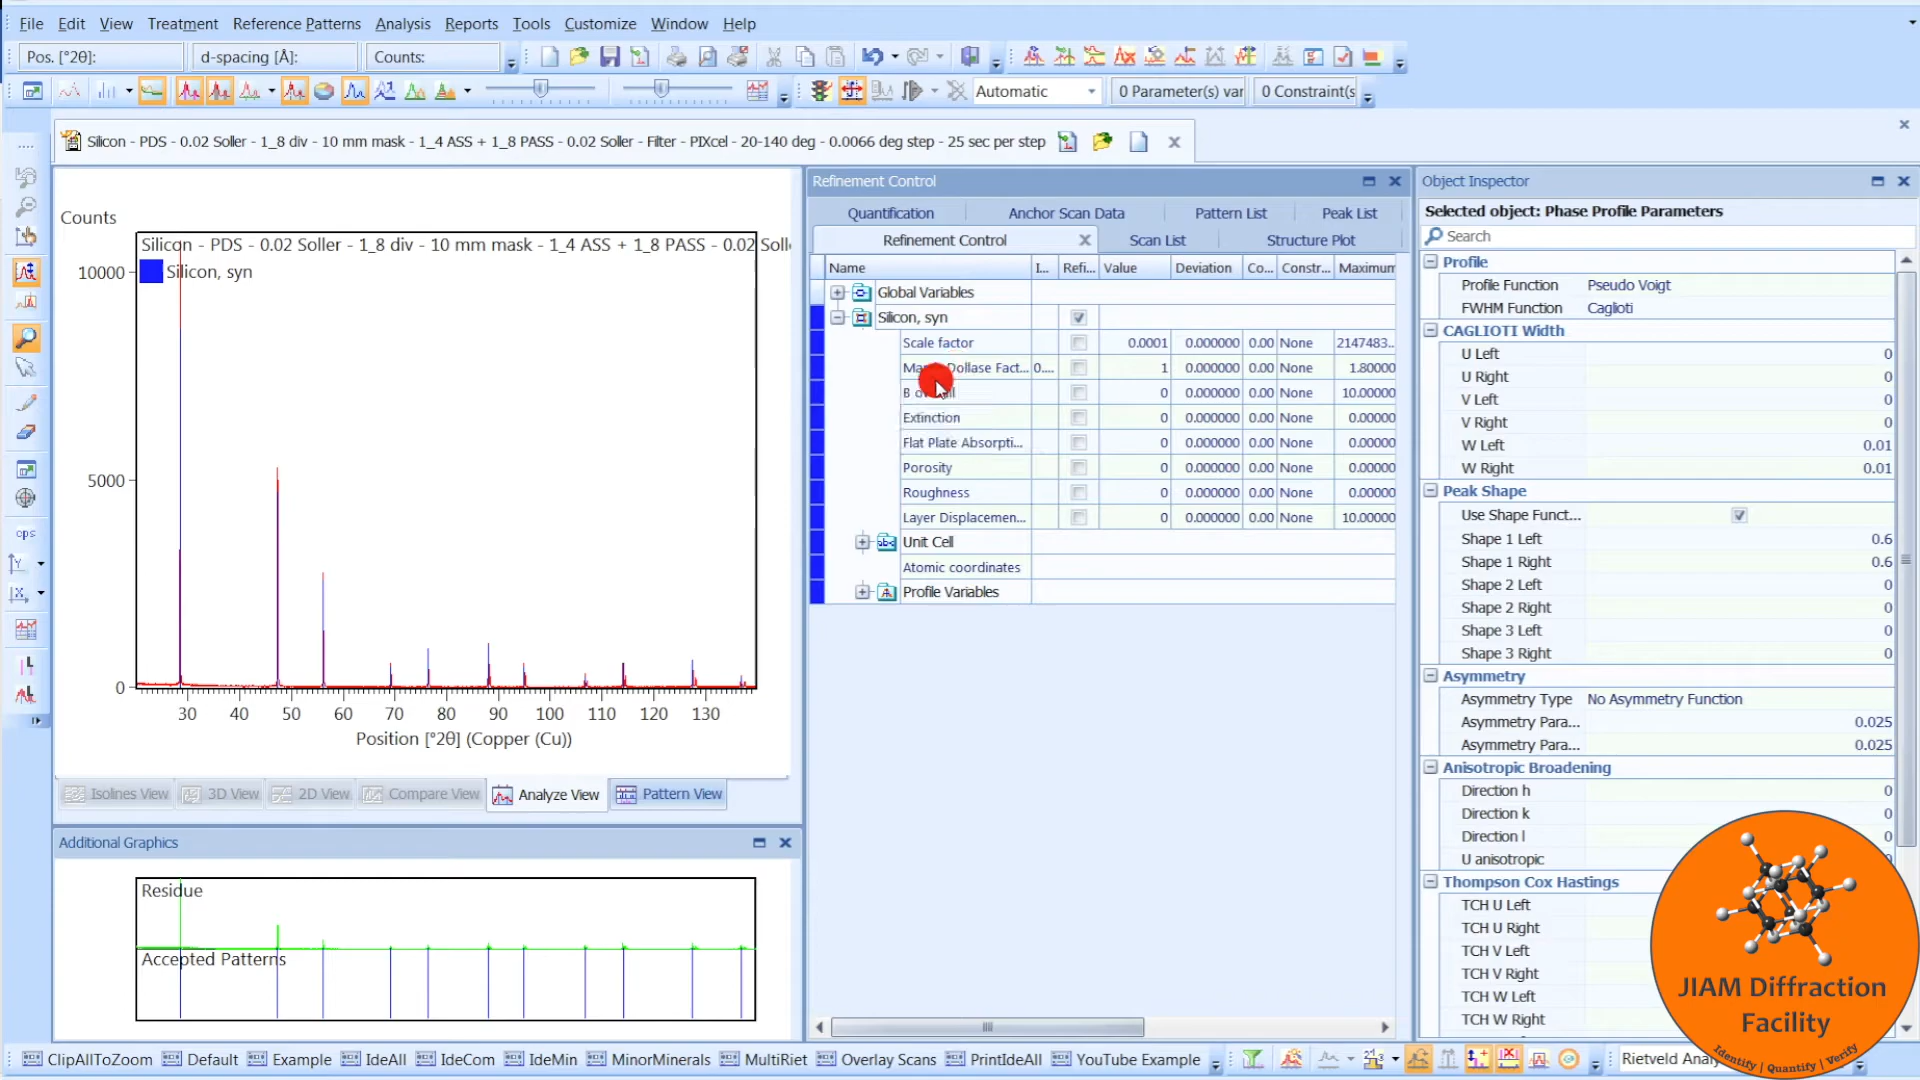 File Edit View Treatment Reference Patterns Analysis Reports Tools Customize Window Help
Pos. [°2θ]: d-spacing [Å]: Counts:
Automatic 0 Parameter(s) var 0 Constraint(s
Silicon - PDS - 0.02 Soller - 1_8 div - 10 mm mask - 1_4 ASS + 1_8 PASS - 0.02 Soller - Filter - PIXcel - 20-140 deg - 0.0066 deg step - 25 sec per step
Counts
Silicon - PDS - 0.02 Soller - 1_8 div - 10 mm mask - 1_4 ASS + 1_8 PASS - 0.02 Solle
Silicon, syn
10000
5000
0
30 40 50 60 70 80 90 100 110 120 130
Position [°2θ] (Copper (Cu))
Isolines View 3D View 2D View Compare View Analyze View Pattern View
Additional Graphics
Residue
Accepted Patterns
ops
Refinement Control
Quantification Anchor Scan Data Pattern List Peak List
Refinement Control Scan List Structure Plot
Name I... Refi... Value Deviation Co... Constr... Maximum
Global Variables
Silicon, syn
Scale factor 0.0001 0.000000 0.00 None 2147483..
Dollase Fact... 0.... 1 0.000000 0.00 None 1.80000
B 0 0.000000 0.00 None 10.00000
Extinction 0 0.000000 0.00 None 0.00000
Flat Plate Absorpti... 0 0.000000 0.00 None 0.00000
Porosity 0 0.000000 0.00 None 0.00000
Roughness 0 0.000000 0.00 None 0.00000
Layer Displacemen... 0 0.000000 0.00 None 10.00000
Unit Cell
Atomic coordinates
Profile Variables
Object Inspector
Selected object: Phase Profile Parameters
Search
Profile
Profile Function Pseudo Voigt
FWHM Function Caglioti
CAGLIOTI Width
U Left 0
U Right 0
V Left 0
V Right 0
W Left 0.01
W Right 0.01
Peak Shape
Use Shape Funct...
Shape 1 Left 0.6
Shape 1 Right 0.6
Shape 2 Left 0
Shape 2 Right 0
Shape 3 Left 0
Shape 3 Right 0
Asymmetry
Asymmetry Type No Asymmetry Function
Asymmetry Para... 0.025
Asymmetry Para... 0.025
Anisotropic Broadening
Direction h 0
Direction k 0
Direction l 0
U anisotropic
Thompson Cox Hastings
TCH U Left
TCH U Right
TCH V Left
TCH V Right
TCH W Left
TCH W Right
JIAM Diffraction
Facility
Identify | Quantify | Verify
ClipAllToZoom Default Example IdeAll IdeCom IdeMin MinorMinerals MultiRiet Overlay Scans PrintIdeAll YouTube Example
Rietveld Analy